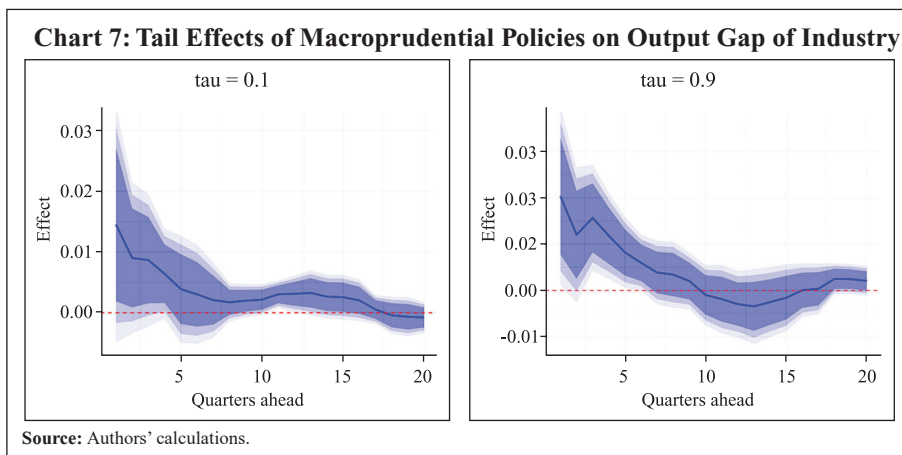 Chart 7: Tail Effects of Macroprudential Policies on Output Gap of Industry
tau = 0.1
Effect
0.03
0.02
0.01
0.00
5 10 15 20
Quarters ahead
tau = 0.9
Effect
0.03
0.03
0.02
0.00
-0.01
5 10 15 20
Quarters ahead
Source: Authors’ calculations.